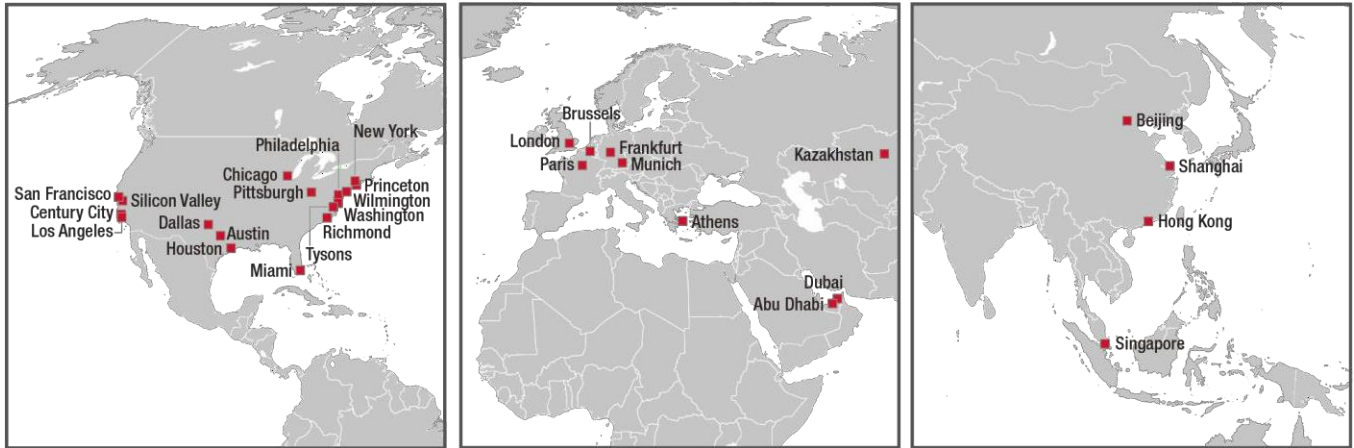 New York
Philadelphia
Chicago
Pittsburgh
Princeton
Wilmington
Washington
Richmond
San Francisco
Silicon Valley
Century City
Los Angeles
Dallas
Austin
Houston
Tysons
Miami
Brussels
London
Frankfurt
Paris
Munich
Kazakhstan
Athens
Dubai
Abu Dhabi
Beijing
Shanghai
Hong Kong
Singapore